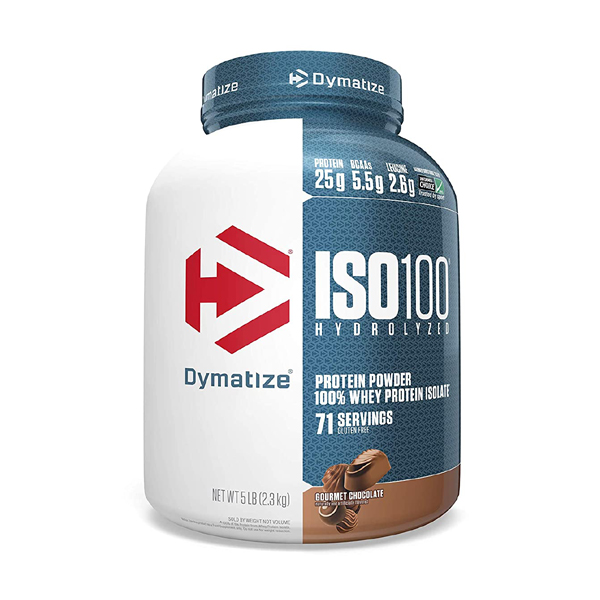 Dymatize
PROTEIN BCAAs LEUCINE
25g 5.5g 2.6g
CHOICE
ISO100®
HYDROLYZED
Dymatize®
PROTEIN POWDER
100% WHEY PROTEIN ISOLATE
71 SERVINGS
GLUTEN FREE
NET WT 5 LB (2.3 kg)
SOLD BY WEIGHT NOT VOLUME
GOURMET CHOCOLATE